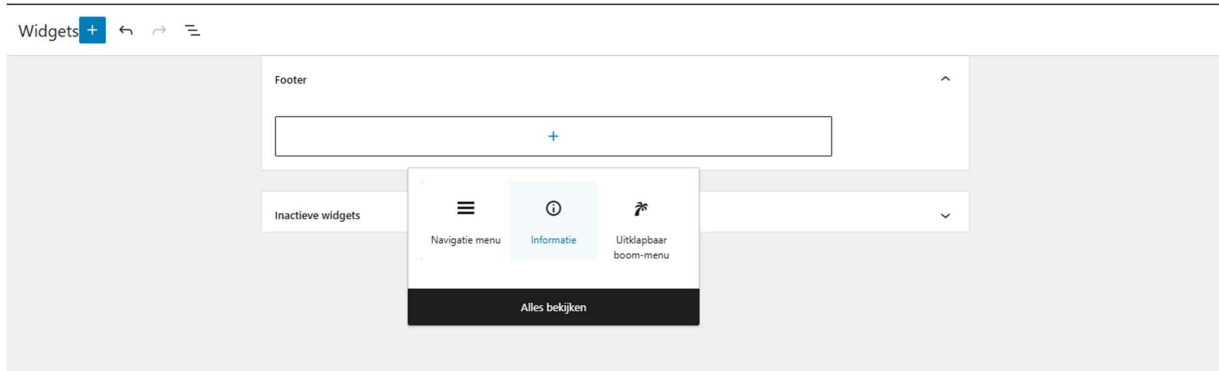 Widgets
Footer
Inactieve widgets
Navigatie menu
Informatie
Uitklapbaar
boom-menu
Alles bekijken